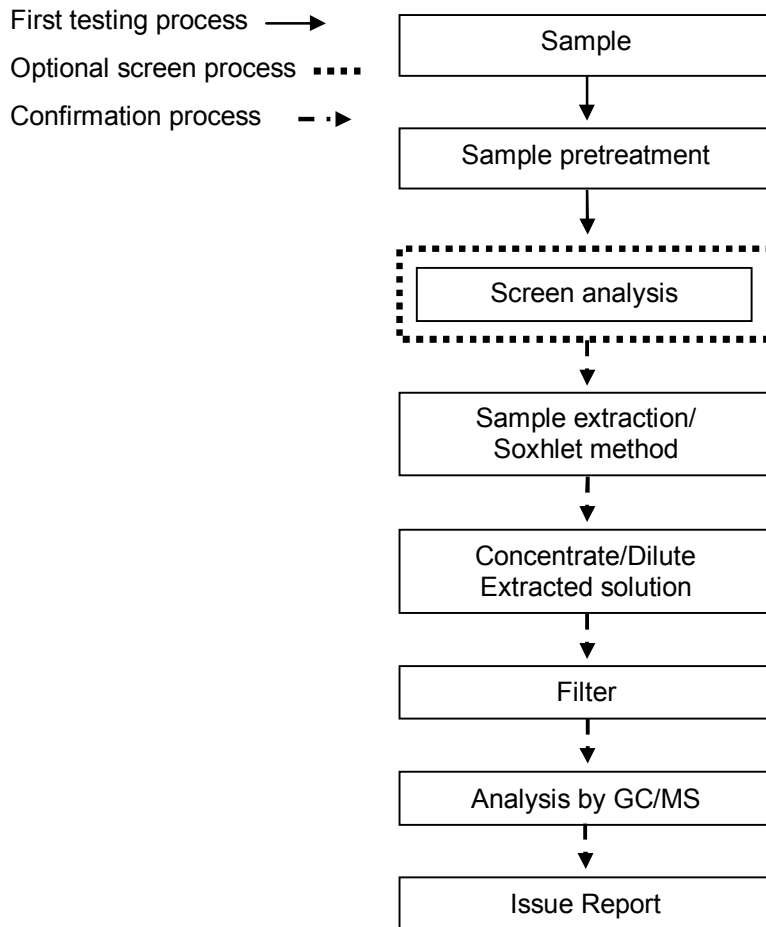 First testing process
Optional screen process
Confirmation process
Sample
Sample pretreatment
Screen analysis
Sample extraction/
Soxhlet method
Concentrate/Dilute
Extracted solution
Filter
Analysis by GC/MS
Issue Report